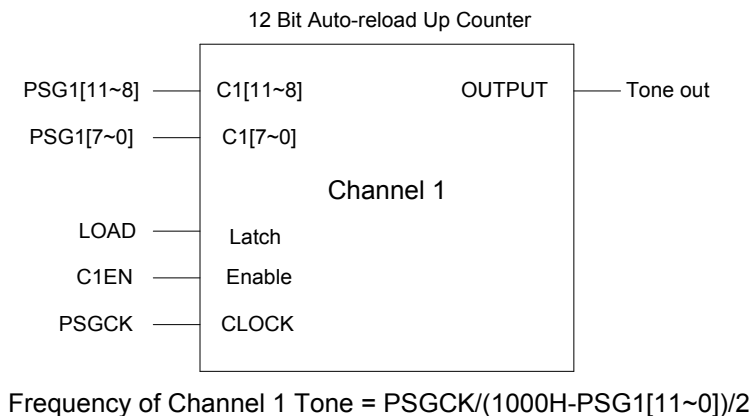 12 Bit Auto-reload Up Counter
PSG1[11~8] C1[11~8] OUTPUT Tone out
PSG1[7~0] C1[7~0]
Channel 1
LOAD Latch
C1EN Enable
PSGCK CLOCK
Frequency of Channel 1 Tone = PSGCK/(1000H-PSG1[11~0])/2